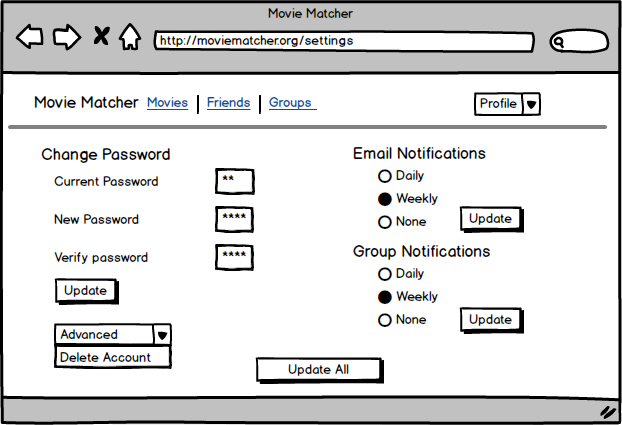 Movie Matcher
http://moviematcher.org/settings
Movie Matcher Movies Friends Groups Profile
Change Password
Current Password **
New Password ****
Verify password ****
Update
Advanced
Delete Account
Email Notifications
Daily
Weekly
None Update
Group Notifications
Daily
Weekly
None Update
Update All